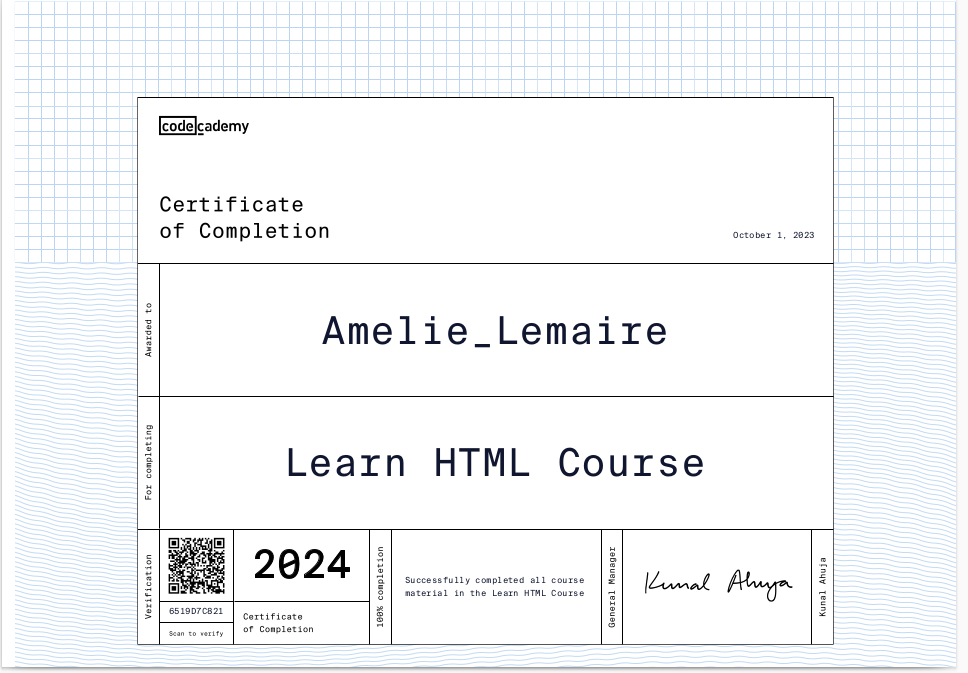 codecademy
Certificate
of Completion
October 1, 2023
Awarded to
Amelie_Lemaire
For completing
Learn HTML Course
Verification
6519D7C821
Scan to verify
2024
Certificate
of Completion
100% completion
Successfully completed all course
material in the Learn HTML Course
General Manager
Kunal Ahuja
Kunal Ahuja